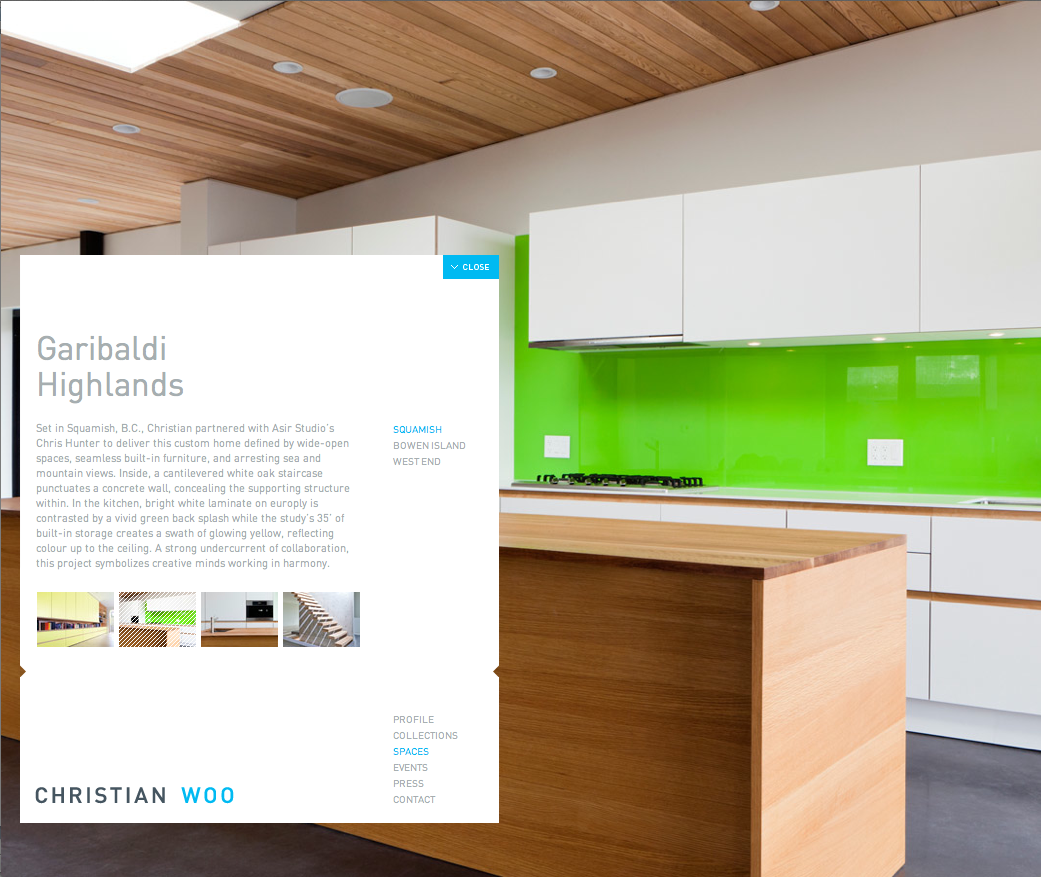 CLOSE
Garibaldi
Highlands
Set in Squamish, B.C., Christian partnered with Asir Studio's
Chris Hunter to deliver this custom home defined by wide-open
spaces, seamless built-in furniture, and arresting sea and
mountain views. Inside, a cantilevered white oak staircase
punctuates a concrete wall, concealing the supporting structure
within. In the kitchen, bright white laminate on europly is
contrasted by a vivid green back splash while the study's 35' of
built-in storage creates a swath of glowing yellow, reflecting
colour up to the ceiling. A strong undercurrent of collaboration,
this project symbolizes creative minds working in harmony.
SQUAMISH
BOWEN ISLAND
WEST END
PROFILE
COLLECTIONS
SPACES
EVENTS
PRESS
CONTACT
CHRISTIAN WOO